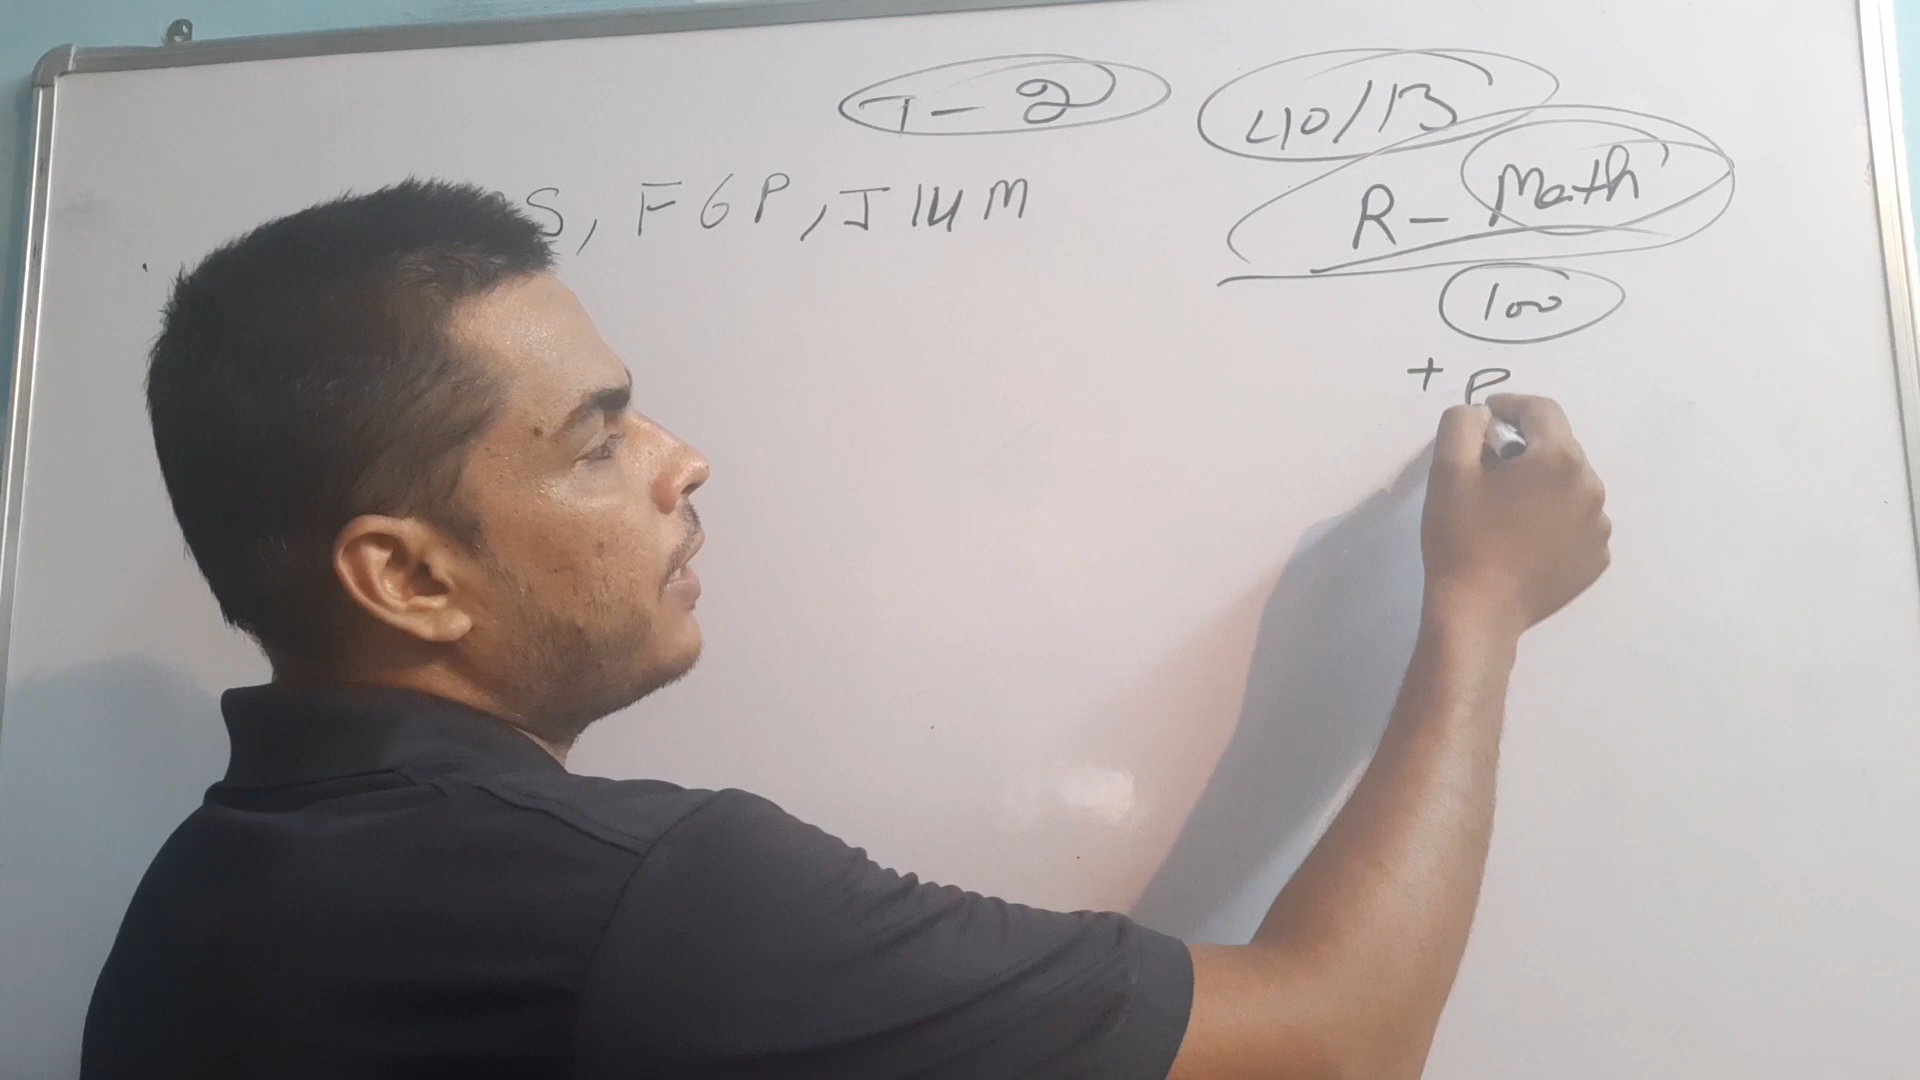 T - 2
40/13
R - Math
S, FGP, JIUM
100
+ P